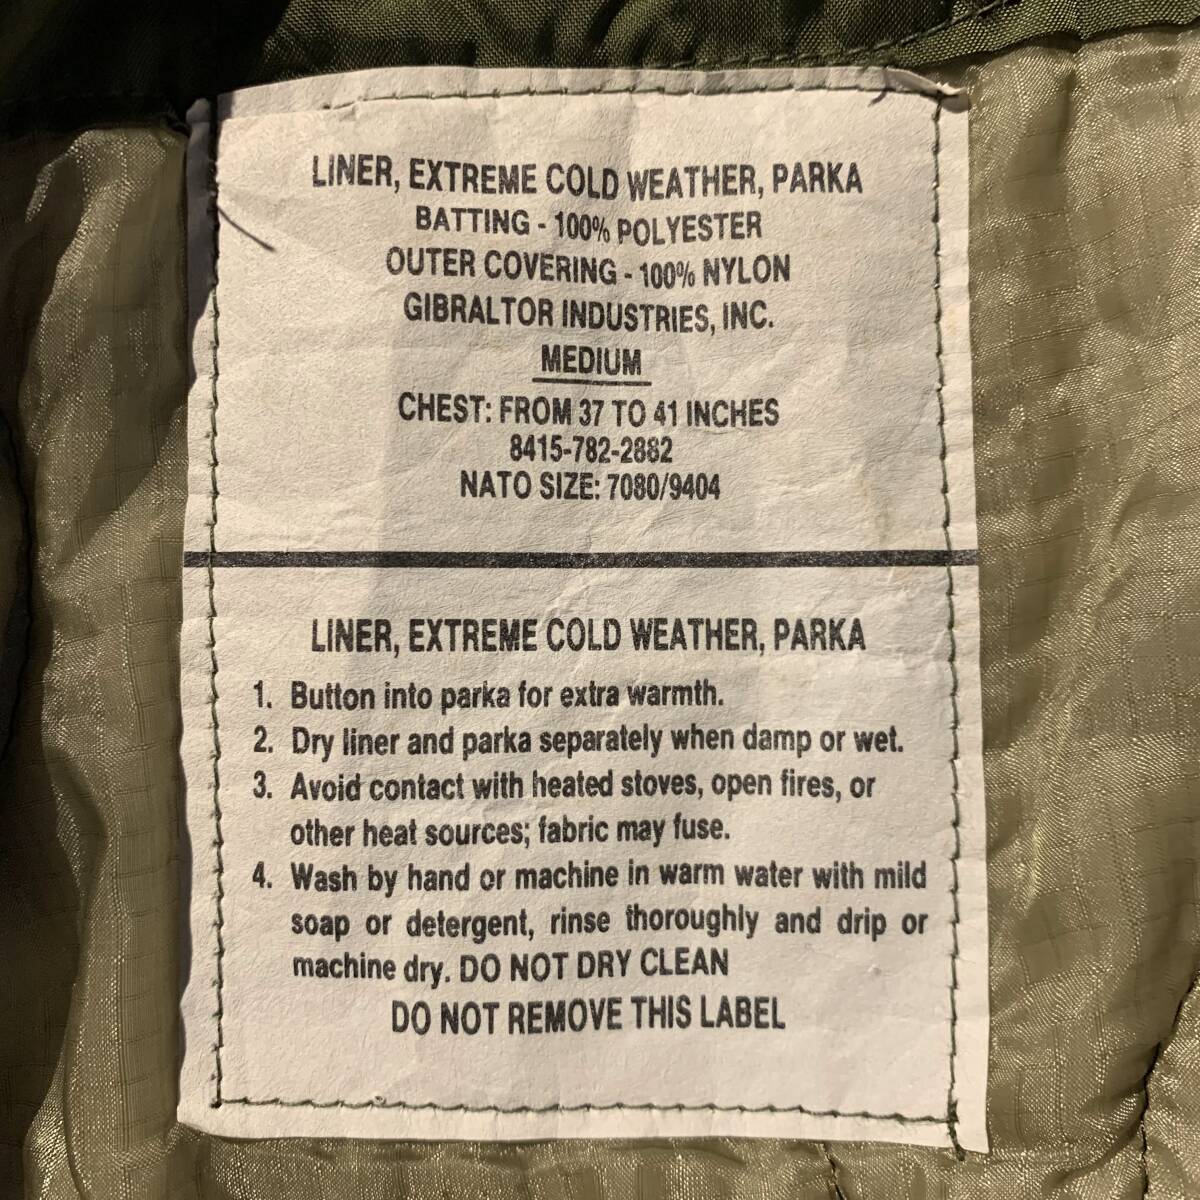 LINER, EXTREME COLD WEATHER, PARKA
BATTING - 100% POLYESTER
OUTER COVERING - 100% NYLON
GIBRALTOR INDUSTRIES, INC.
MEDIUM
CHEST: FROM 37 TO 41 INCHES
8415-782-2882
NATO SIZE: 7080/9404
LINER, EXTREME COLD WEATHER, PARKA
1. Button into parka for extra warmth.
2. Dry liner and parka separately when damp or wet.
3. Avoid contact with heated stoves, open fires, or
other heat sources; fabric may fuse.
4. Wash by hand or machine in warm water with mild
soap or detergent, rinse thoroughly and drip or
machine dry. DO NOT DRY CLEAN
DO NOT REMOVE THIS LABEL